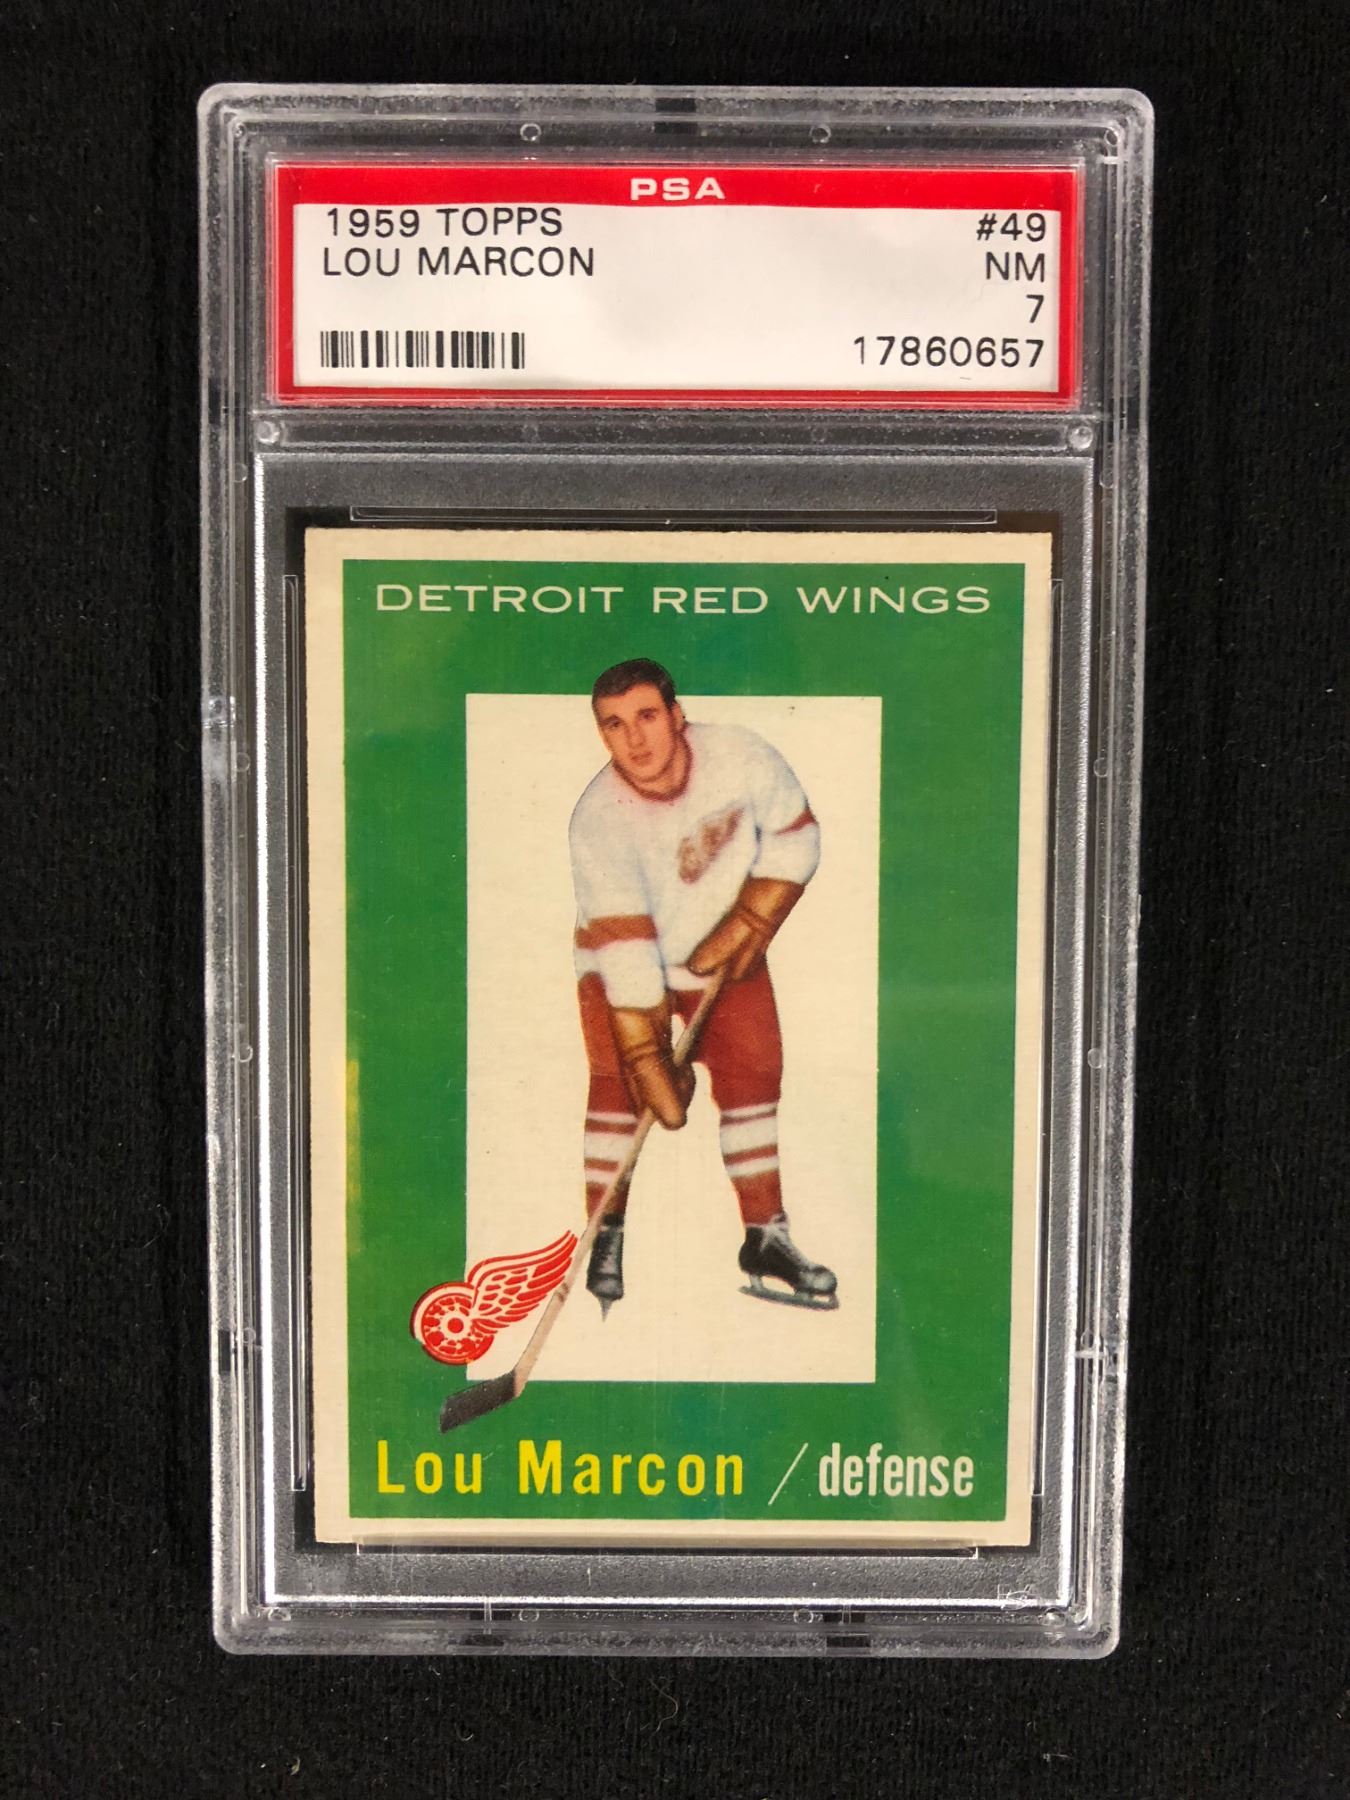 PSA
1959 TOPPS #49
LOU MARCON NM
7
17860657
DETROIT RED WINGS
Lou Marcon / defense